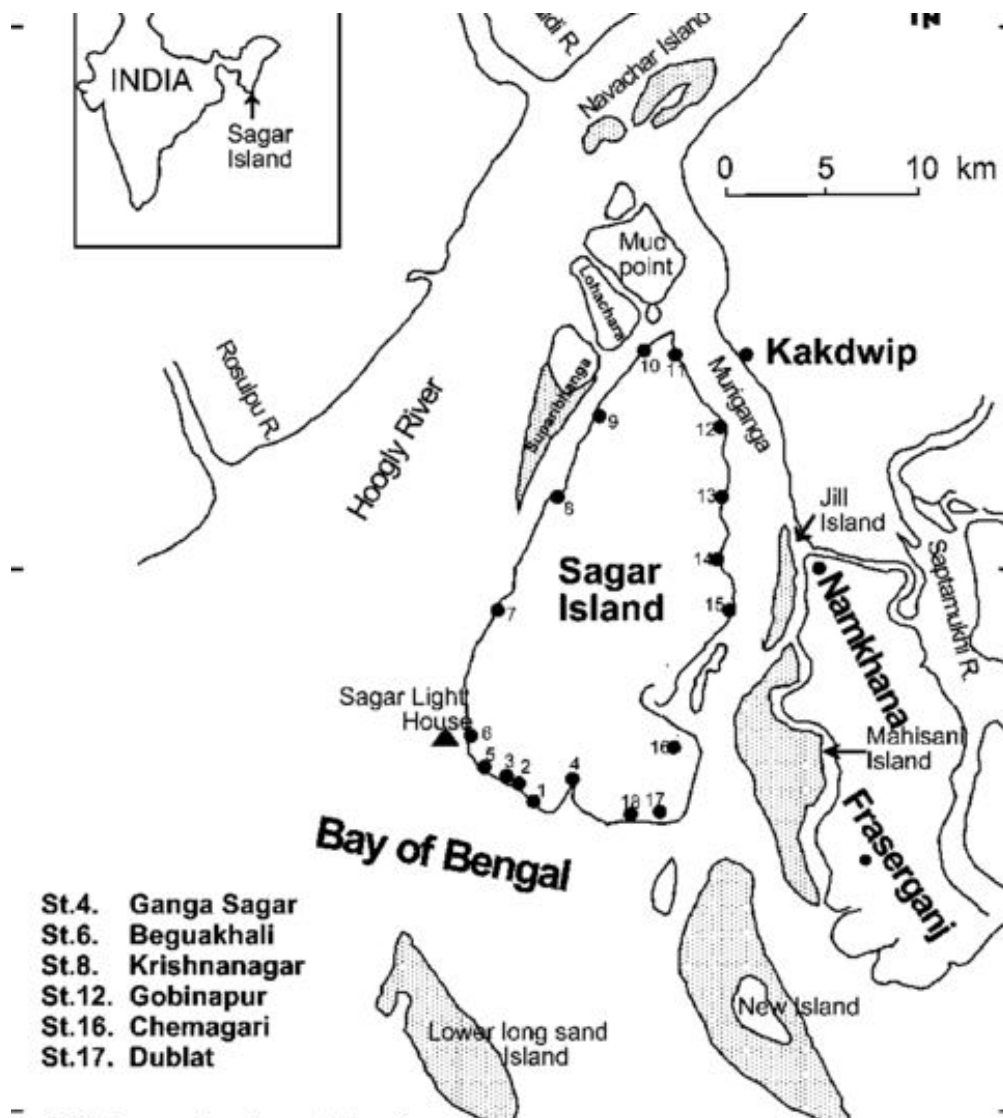 INDIA
Sagar
Island
Navachar Island
0 5 10 km
Mud
point
Lohachara
Suparibhanga
Kakdwip
Muriganga
Rosulpu R.
Hoogly River
10
11
9
12
8
13
Jill
Island
14
Saptamukhi R.
Sagar
Island
15
7
Namkhana
Sagar Light
House
6
16
Mahisani
Island
5
3
2
4
1
18
17
Fraserganj
Bay of Bengal
St.4. Ganga Sagar
St.6. Beguakhali
St.8. Krishnanagar
St.12. Gobinapur
St.16. Chemagari
St.17. Dublat
New Island
Lower long sand
Island